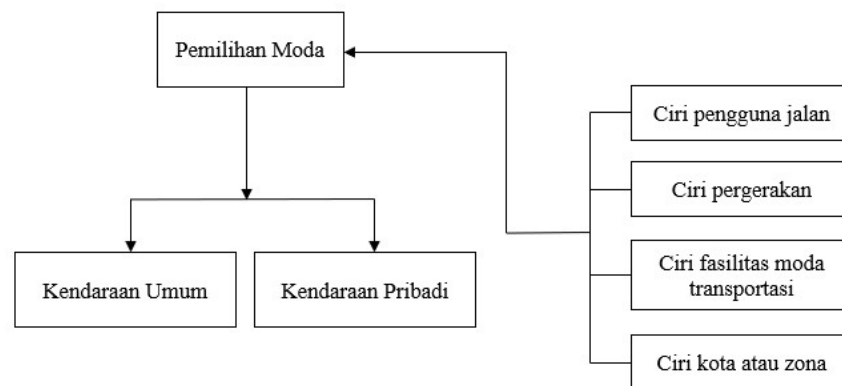 Pemilihan Moda
Ciri pengguna jalan
Ciri pergerakan
Kendaraan Umum
Kendaraan Pribadi
Ciri fasilitas moda
transportasi
Ciri kota atau zona